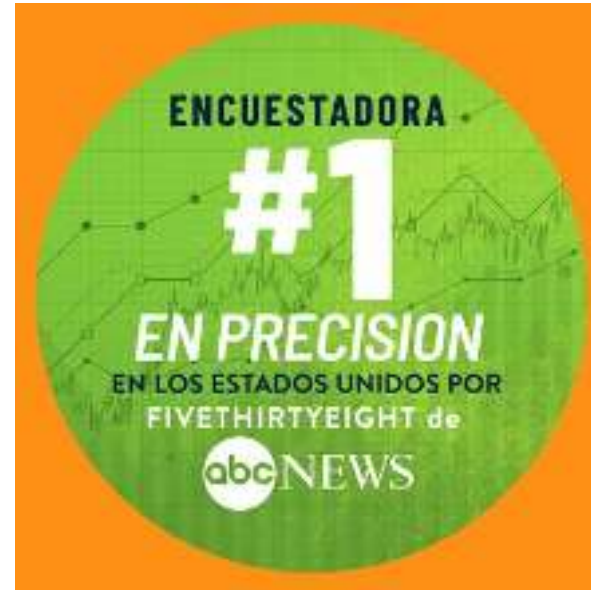 ENCUESTADORA
#1
EN PRECISION
EN LOS ESTADOS UNIDOS POR
FIVETHIRTYEIGHT de
abc NEWS